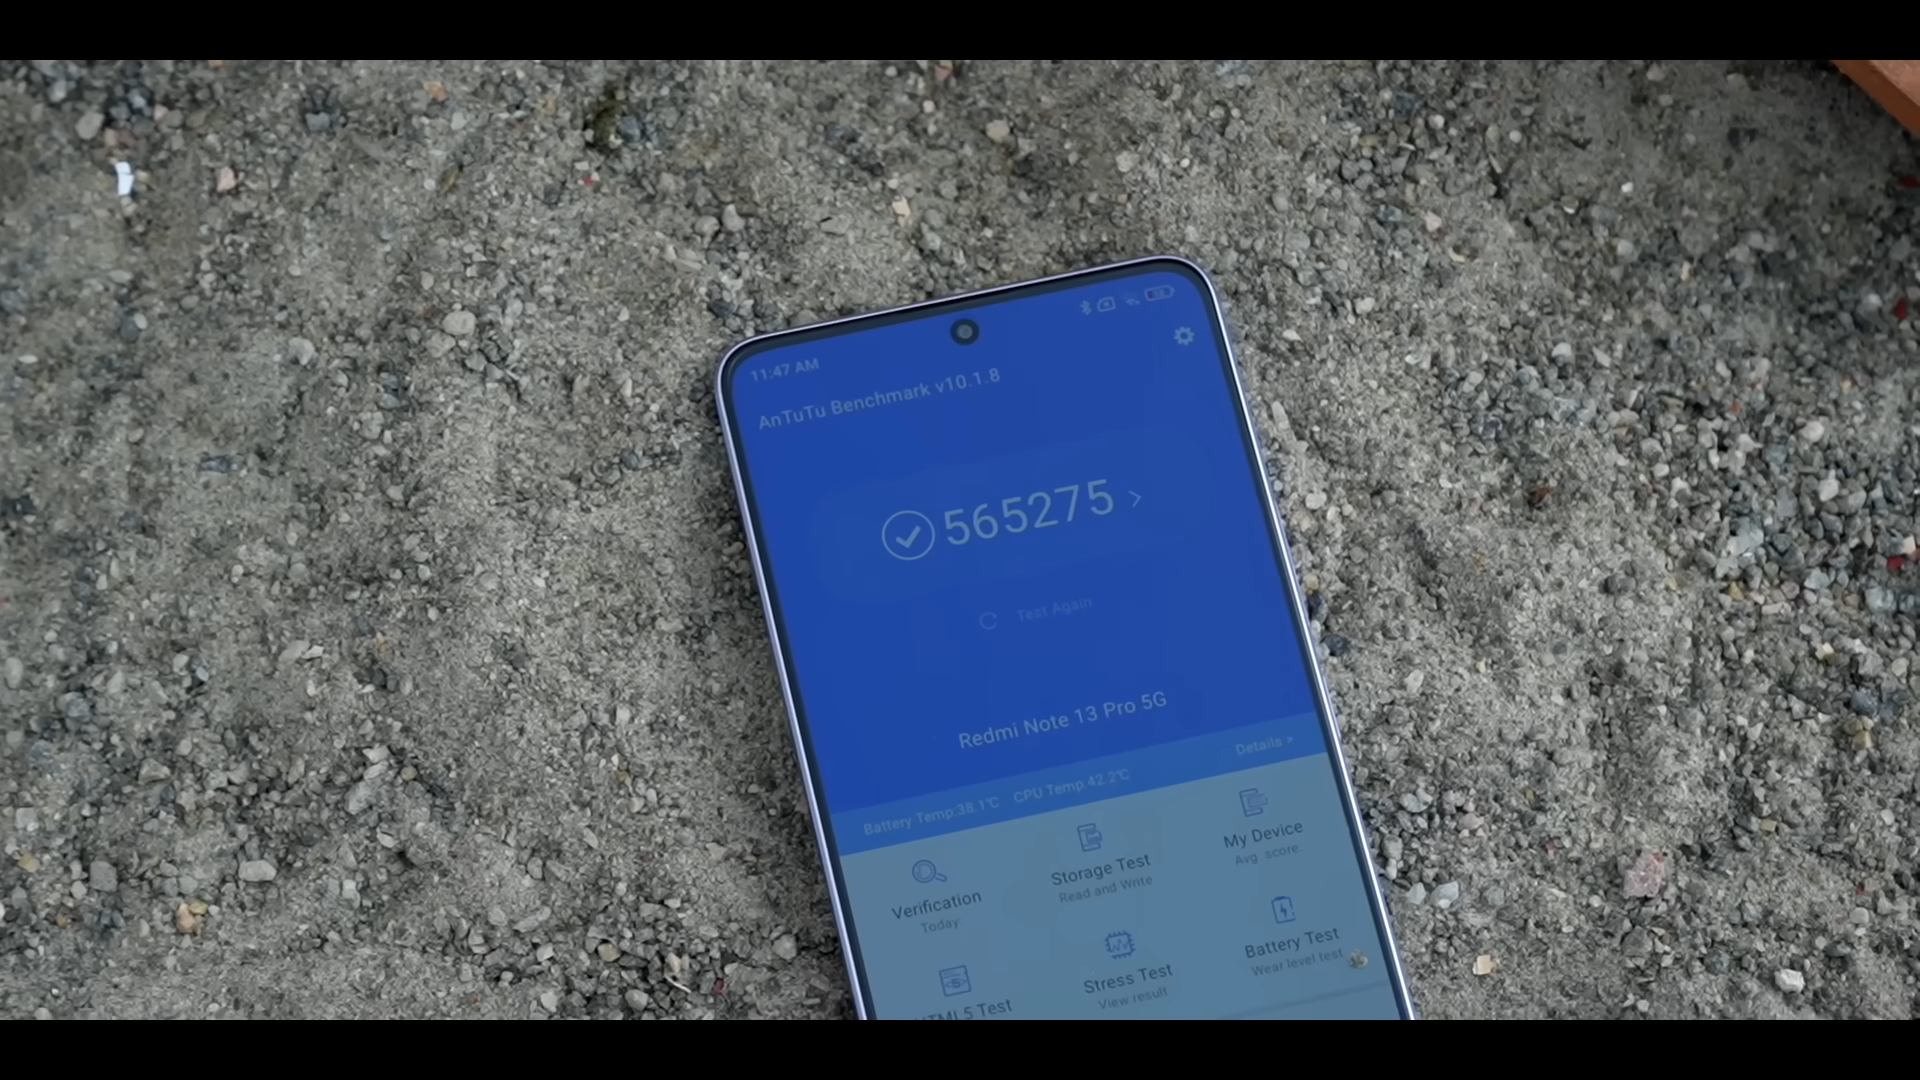 11:47 AM
AnTuTu Benchmark v10.1.8
565275 >
Test Again
Redmi Note 13 Pro 5G
Battery Temp:38.1℃ CPU Temp:42.2℃ Details >
Verification
Today
Storage Test
Read and Write
My Device
Avg score:
HTML5 Test
Stress Test
View result
Battery Test
Wear level test